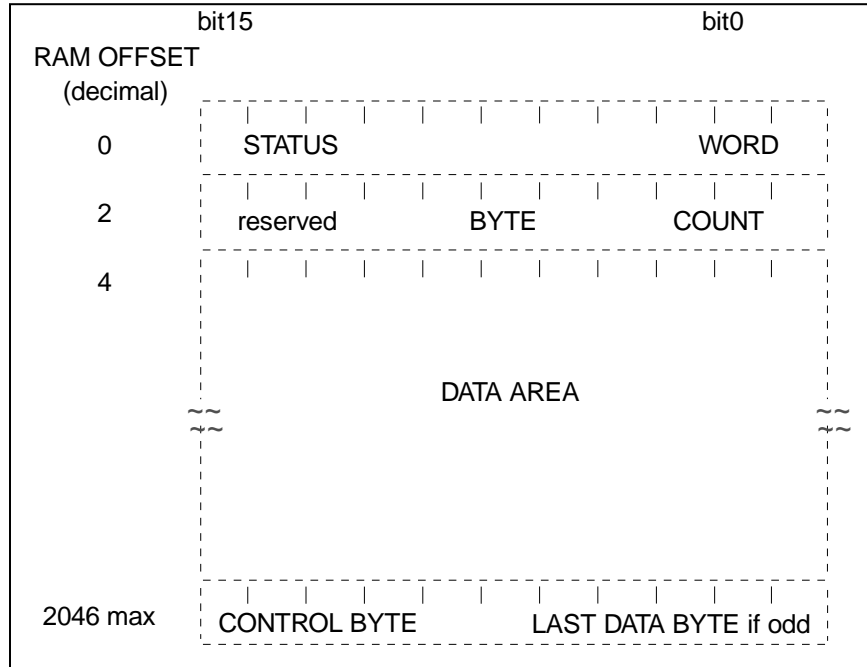 bit15 bit0
RAM OFFSET
(decimal)
0 STATUS WORD
2 reserved BYTE COUNT
4
DATA AREA
2046 max CONTROL BYTE LAST DATA BYTE if odd